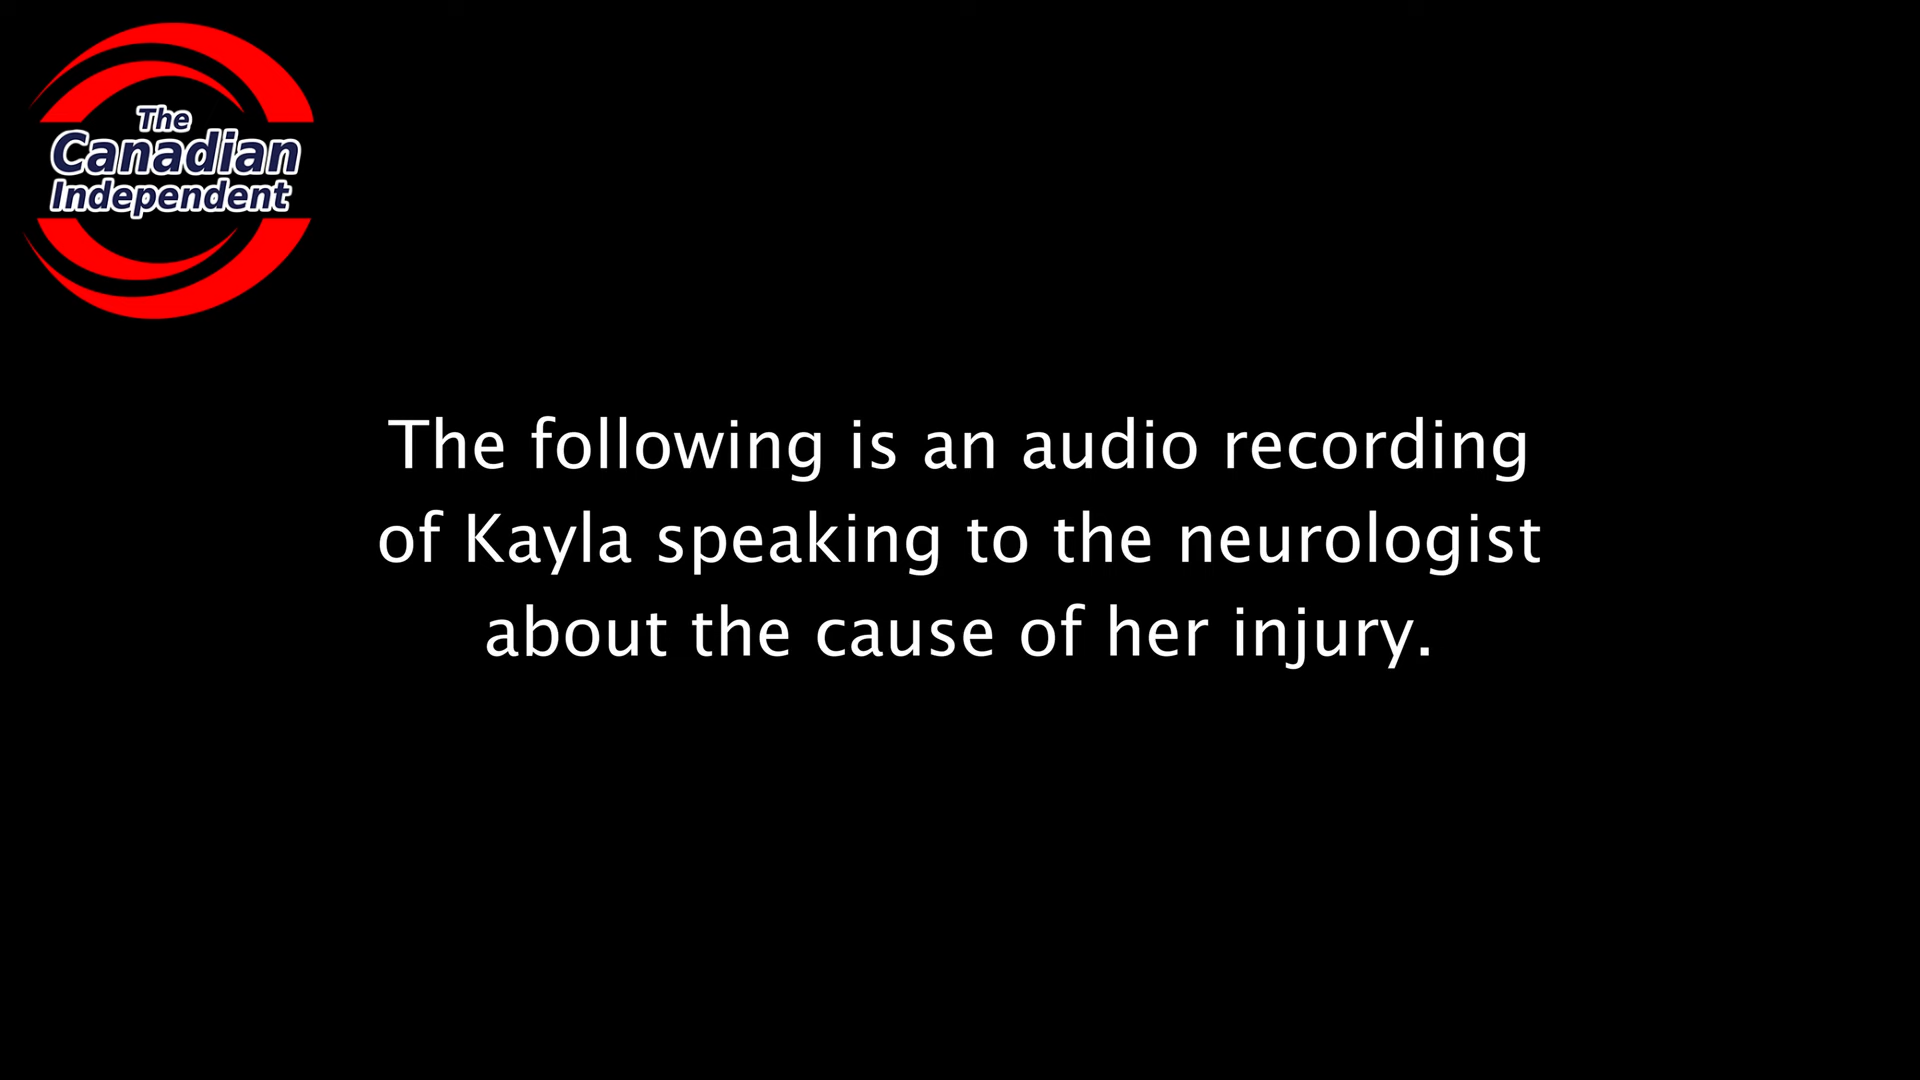 The
Canadian
Independent
The following is an audio recording
of Kayla speaking to the neurologist
about the cause of her injury.